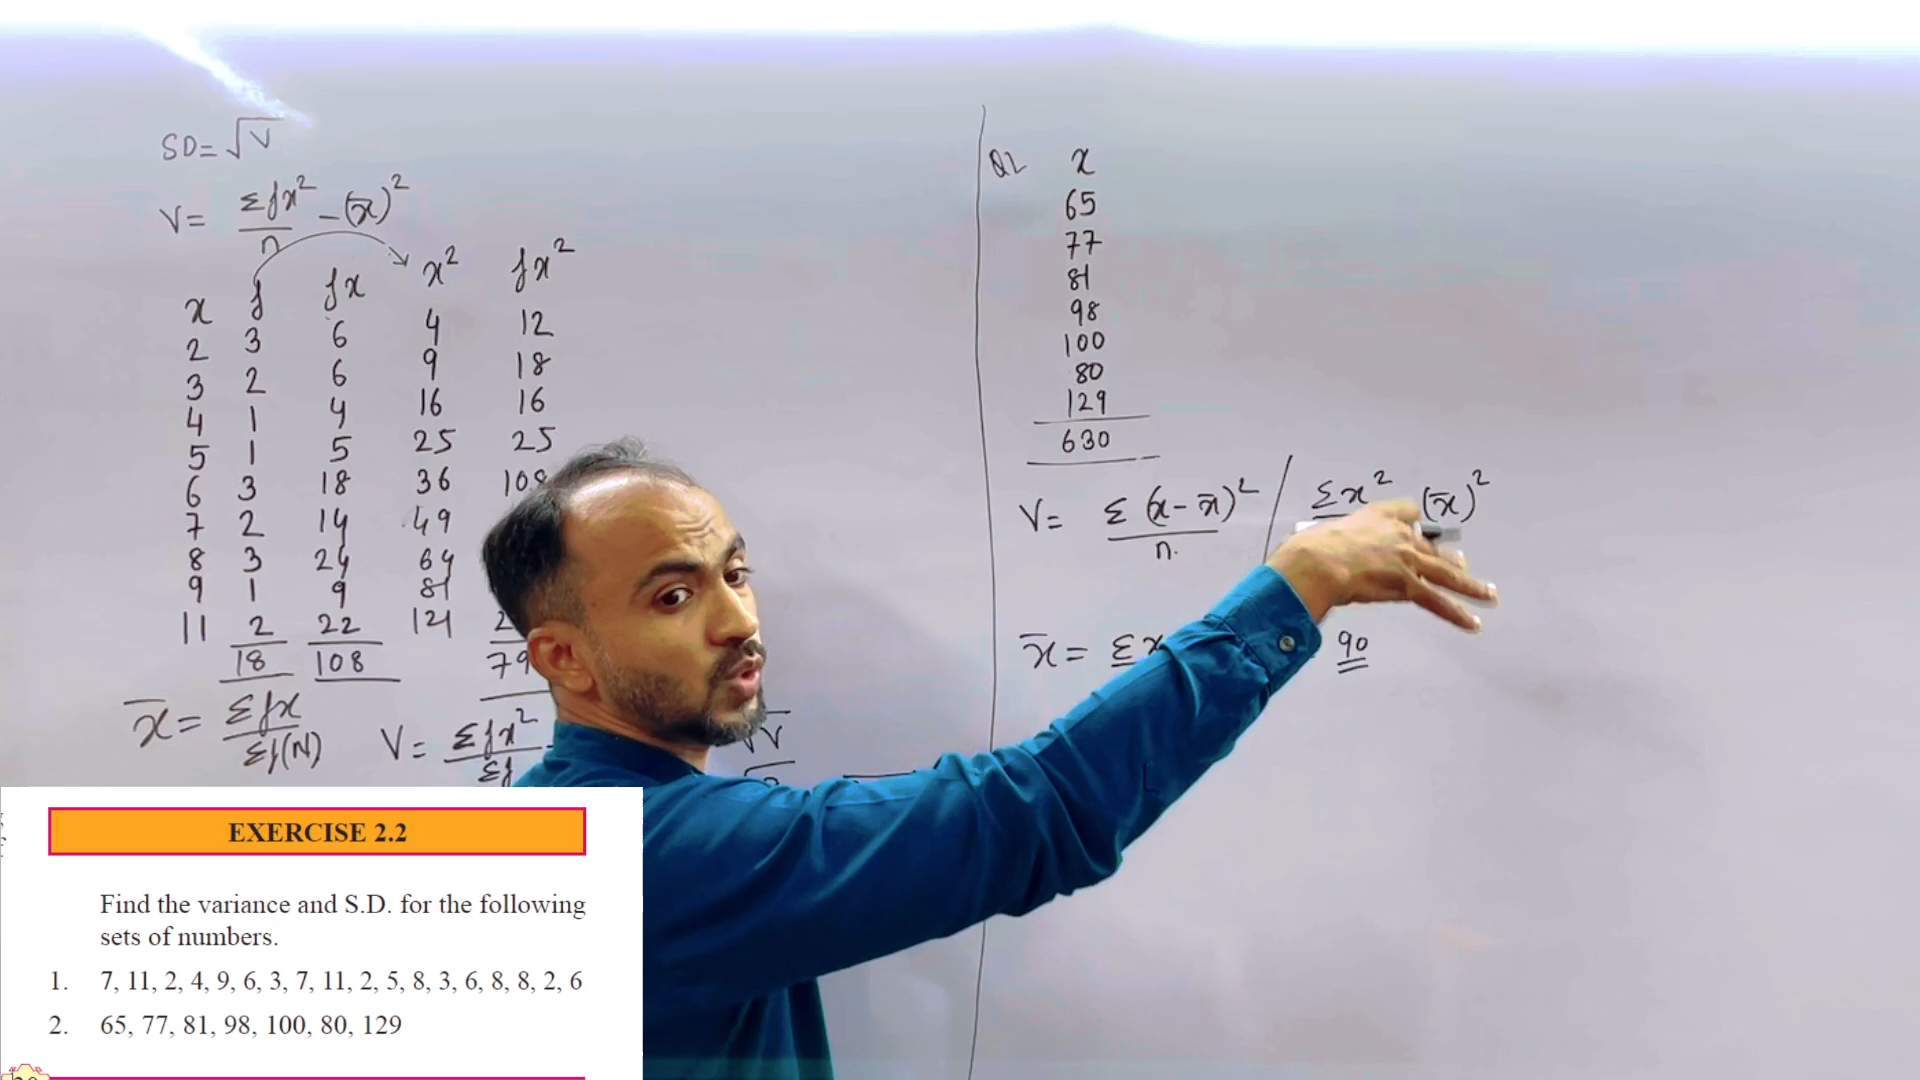 SD = √V
V = Σfx² / n − (x̄)²
x f fx x² fx²
2 3 6 4 12
3 2 6 9 18
4 1 4 16 16
5 1 5 25 25
6 3 18 36 108
7 2 14 49
8 3 24 64
9 1 9 81
11 2 22 121
18 108
x̄ = Σfx / Σf(N)
V = Σfx² / Σf
√V
Q2 x
65
77
81
98
100
80
129
630
V = Σ(x − x̄)² / n. / Σx² (x̄)²
x̄ = Σx 90
EXERCISE 2.2
Find the variance and S.D. for the following
sets of numbers.
1. 7, 11, 2, 4, 9, 6, 3, 7, 11, 2, 5, 8, 3, 6, 8, 8, 2, 6
2. 65, 77, 81, 98, 100, 80, 129